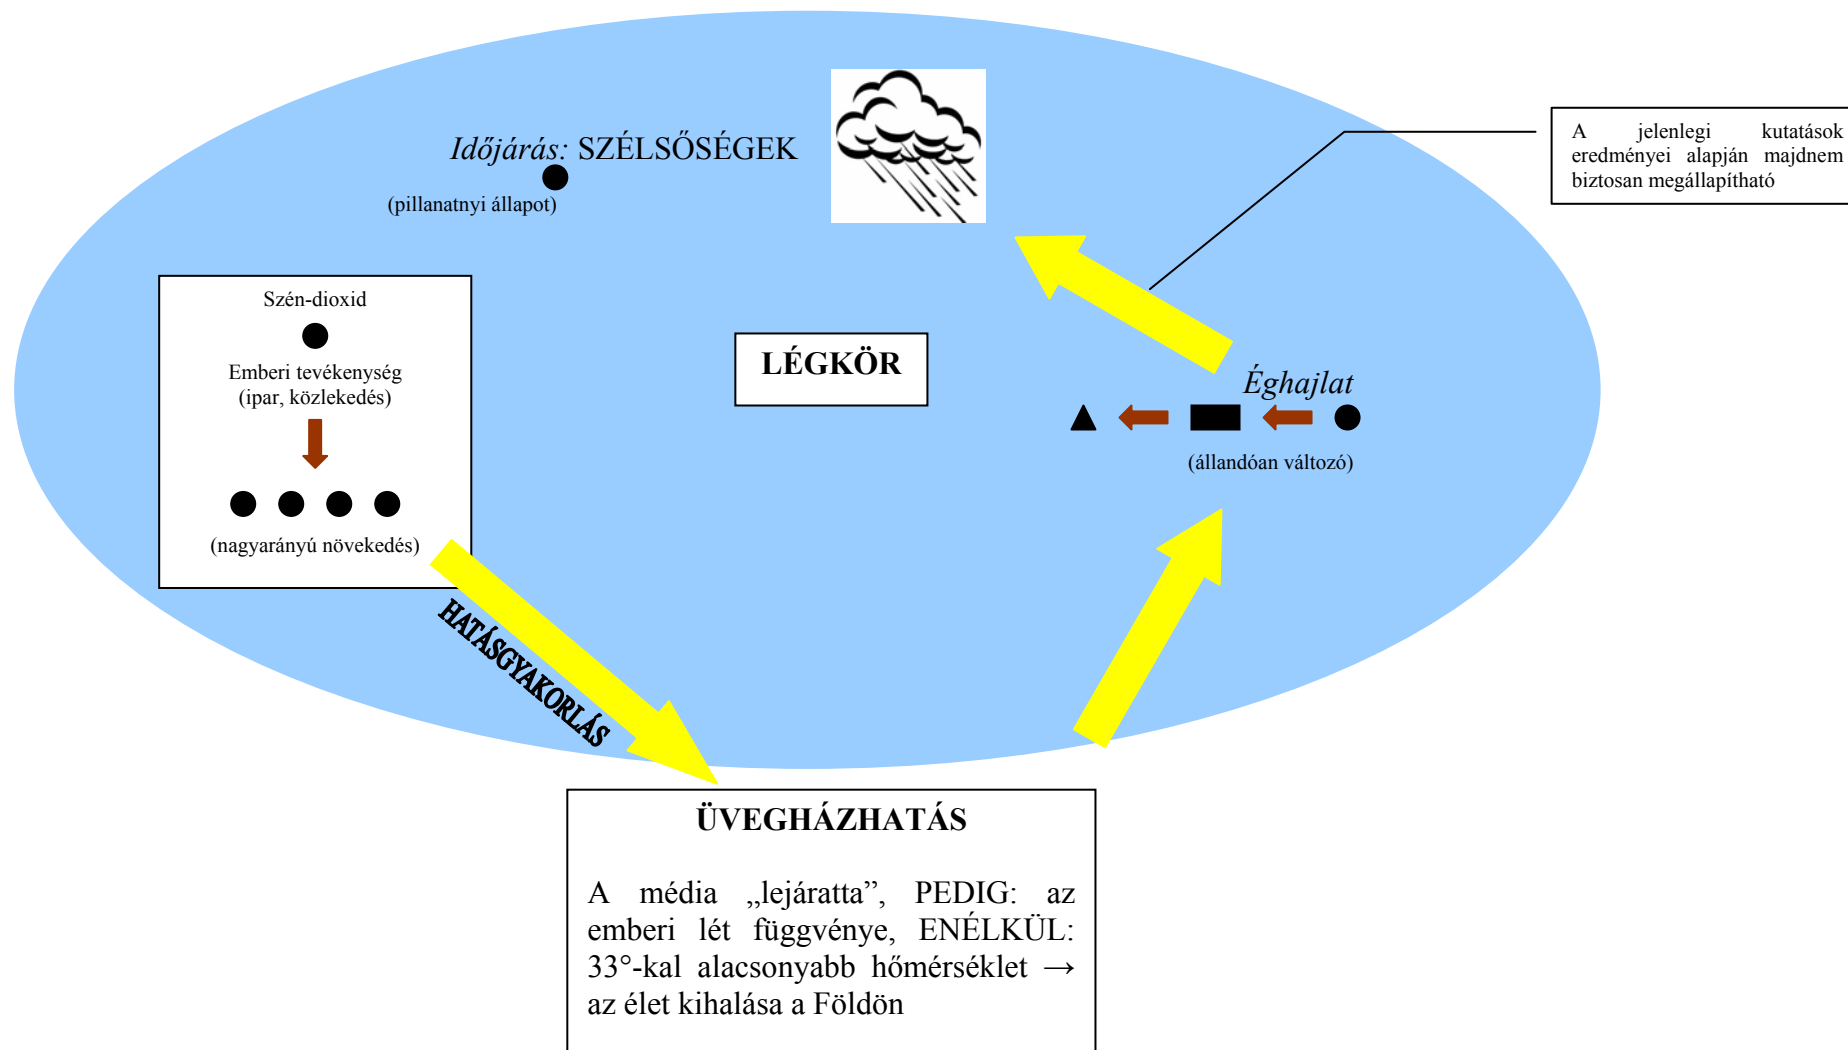 Időjárás: SZÉLSŐSÉGEK
(pillanatnyi állapot)
A jelenlegi kutatások
eredményei alapján majdnem
biztosan megállapítható
Szén-dioxid
Emberi tevékenység
(ipar, közlekedés)
(nagyarányú növekedés)
LÉGKÖR
Éghajlat
(állandóan változó)
HATÁSGYAKORLÁS
ÜVEGHÁZHATÁS
A média „lejáratta”, PEDIG: az
emberi lét függvénye, ENÉLKÜL:
33°-kal alacsonyabb hőmérséklet →
az élet kihalása a Földön